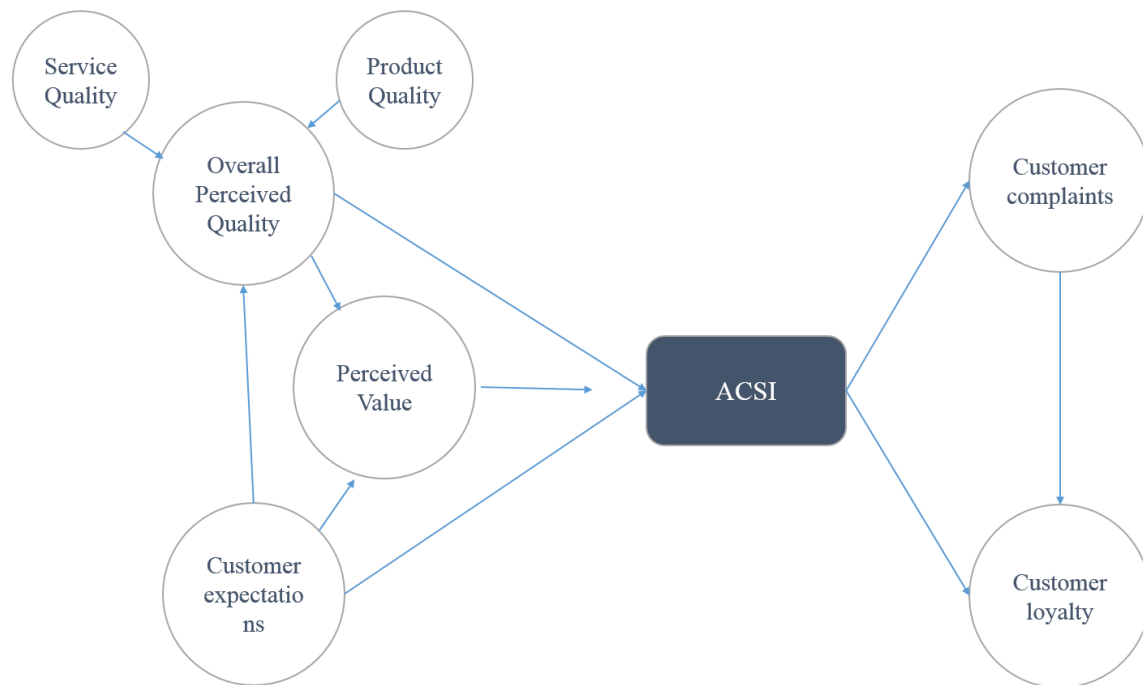 Service
Quality
Product
Quality
Overall
Perceived
Quality
Customer
complaints
Perceived
Value
ACSI
Customer
expectatio
ns
Customer
loyalty